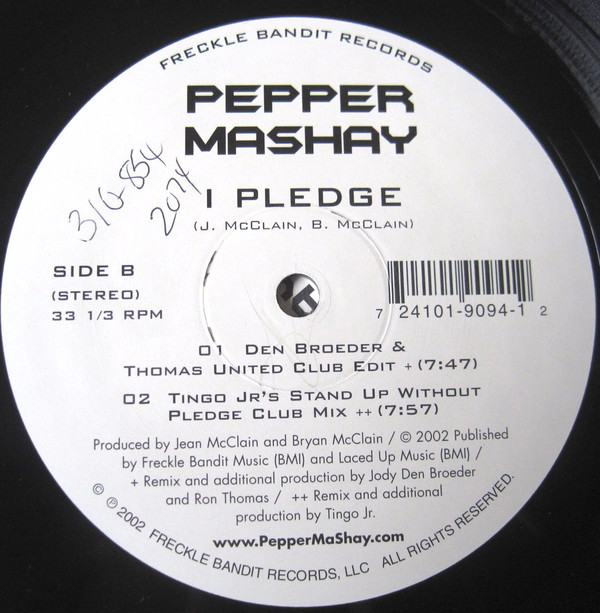 FRECKLE BANDIT RECORDS
PEPPER
MASHAY
310-854
2074
I PLEDGE
(J. McClain, B. McClain)
SIDE B
(STEREO)
33 1/3 RPM
7 24101-9094-1 2
01 Den Broeder &
Thomas United Club Edit + (7:47)
02 Tingo Jr's Stand Up Without
Pledge Club Mix ++ (7:57)
Produced by Jean McClain and Bryan McClain / © 2002 Published
by Freckle Bandit Music (BMI) and Laced Up Music (BMI) /
+ Remix and additional production by Jody Den Broeder
and Ron Thomas / ++ Remix and additional
production by Tingo Jr.
www.PepperMaShay.com
© ℗ 2002 FRECKLE BANDIT RECORDS, LLC ALL RIGHTS RESERVED.